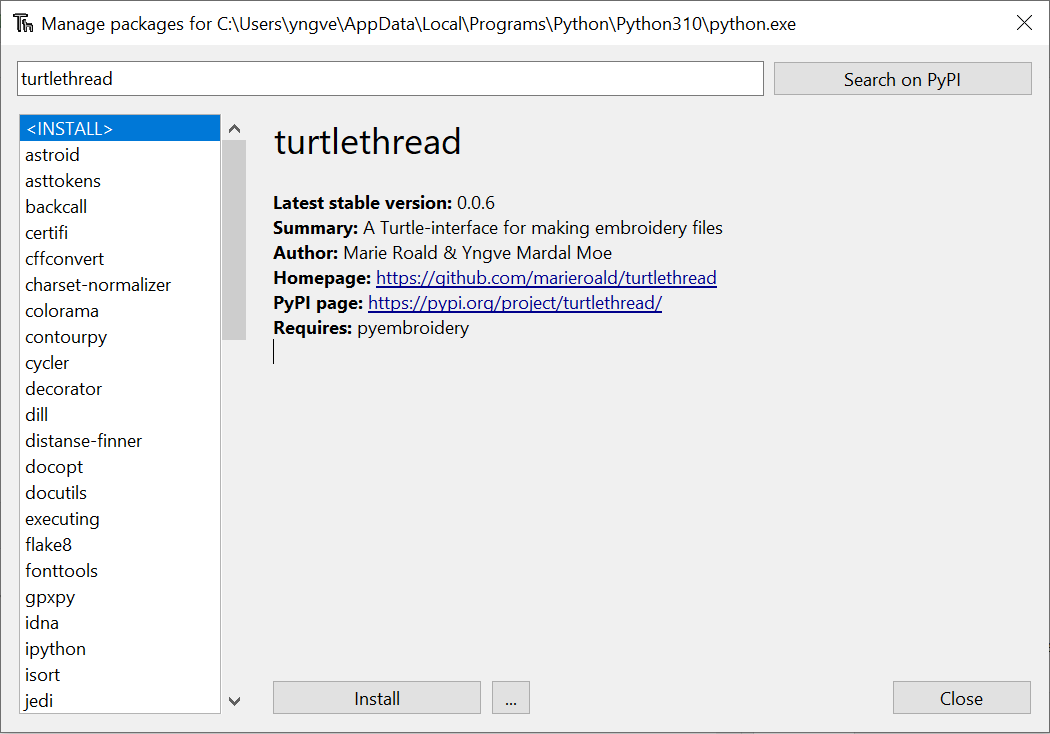 Manage packages for C:\Users\yngve\AppData\Local\Programs\Python\Python310\python.exe
turtlethread
Search on PyPI
<INSTALL>
astroid
asttokens
backcall
certifi
cffconvert
charset-normalizer
colorama
contourpy
cycler
decorator
dill
distanse-finner
docopt
docutils
executing
flake8
fonttools
gpxpy
idna
ipython
isort
jedi
turtlethread
Latest stable version: 0.0.6
Summary: A Turtle-interface for making embroidery files
Author: Marie Roald & Yngve Mardal Moe
Homepage: https://github.com/marieroald/turtlethread
PyPI page: https://pypi.org/project/turtlethread/
Requires: pyembroidery
Install
...
Close